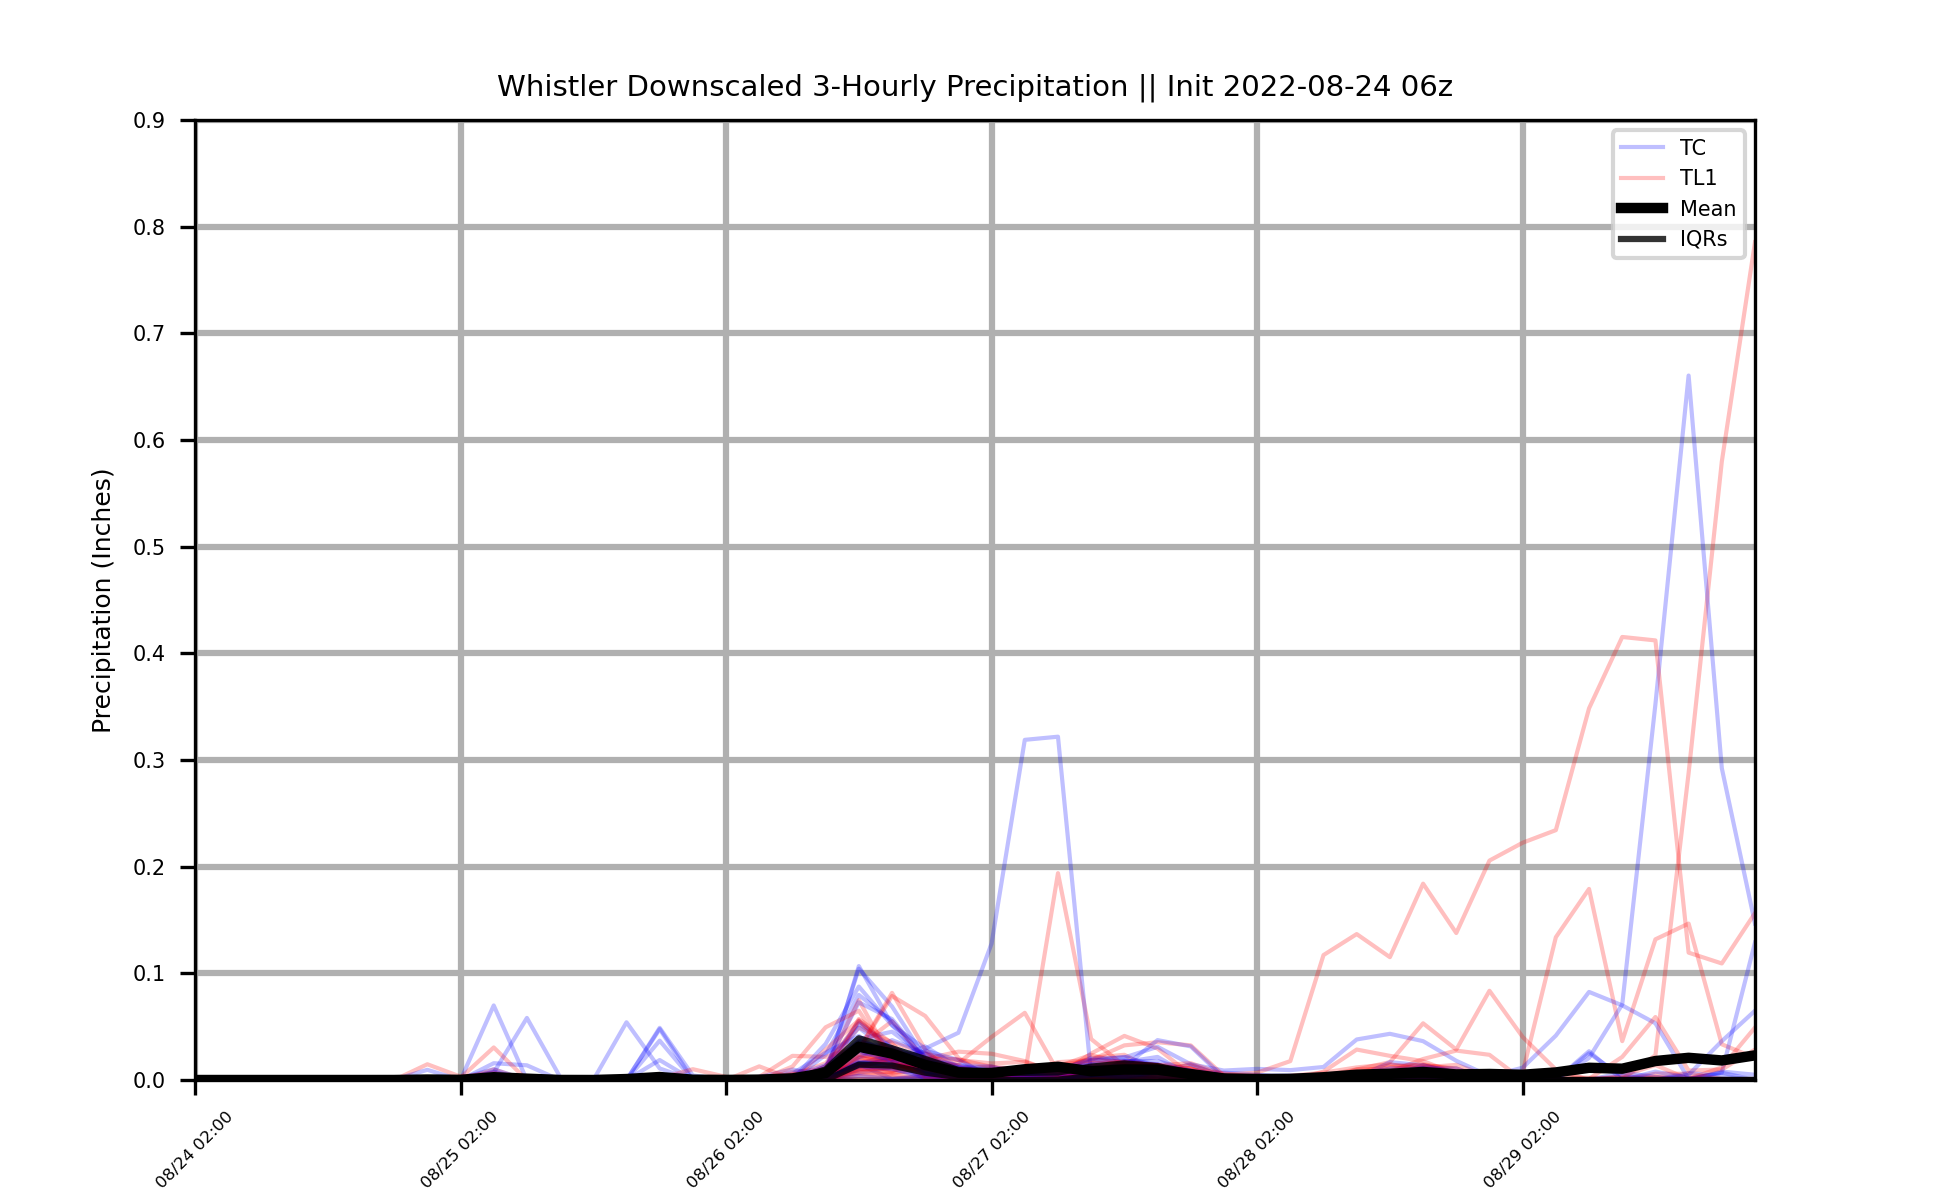 Whistler Downscaled 3-Hourly Precipitation || Init 2022-08-24 06z
Precipitation (Inches)
0.9
0.8
0.7
0.6
0.5
0.4
0.3
0.2
0.1
0.0
TC
TL1
Mean
IQRs
08/24 02:00
08/25 02:00
08/26 02:00
08/27 02:00
08/28 02:00
08/29 02:00